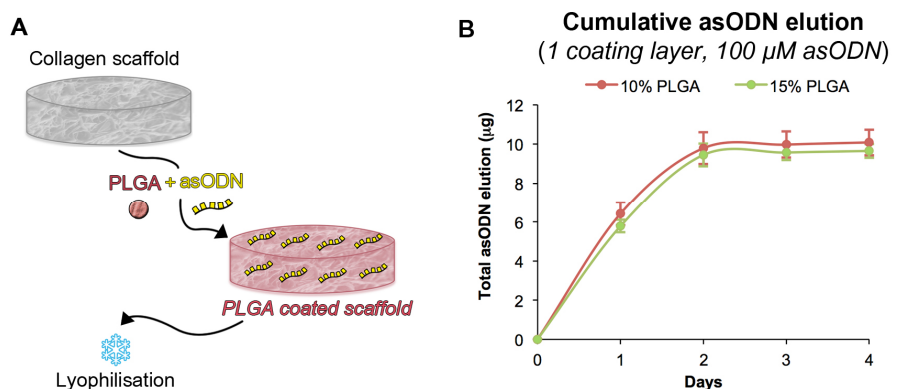 A
Collagen scaffold
PLGA + asODN
PLGA coated scaffold
Lyophilisation
B
Cumulative asODN elution
(1 coating layer, 100 µM asODN)
10% PLGA 15% PLGA
Total asODN elution (µg)
12
10
8
6
4
2
0
0 1 2 3 4
Days